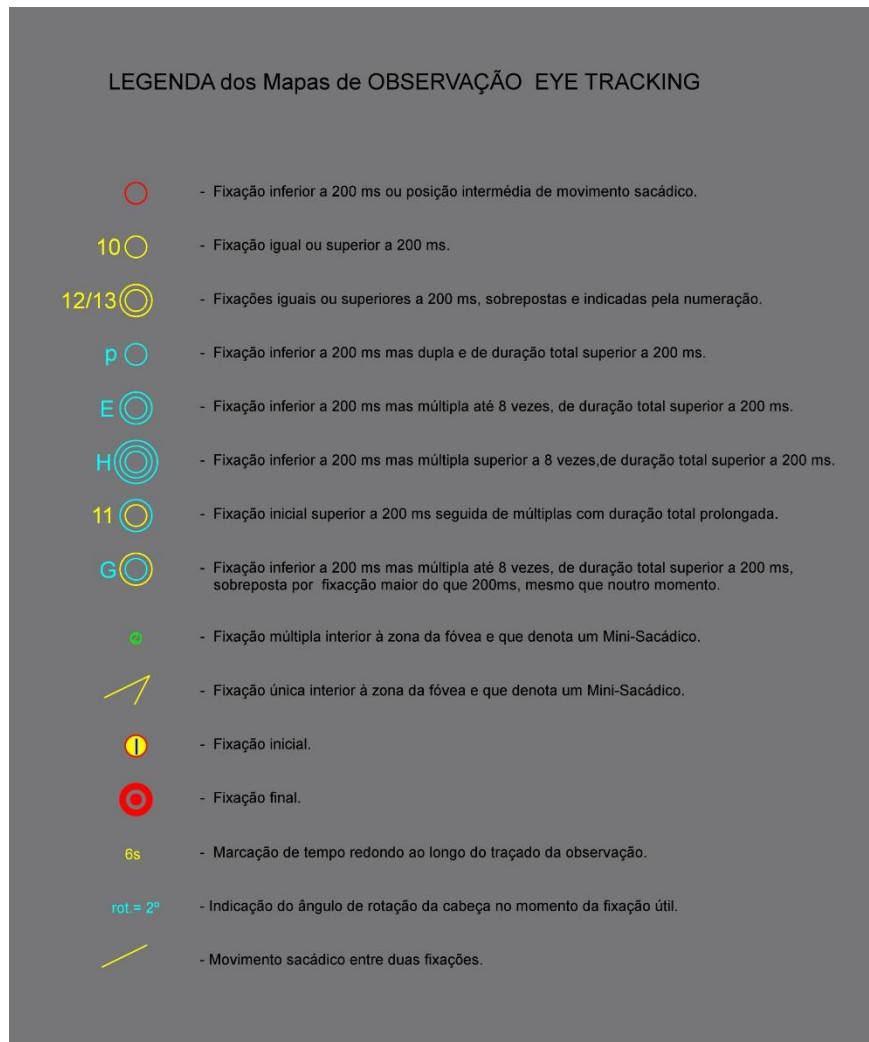 LEGENDA dos Mapas de OBSERVAÇÃO EYE TRACKING
- Fixação inferior a 200 ms ou posição intermédia de movimento sacádico.
10 - Fixação igual ou superior a 200 ms.
12/13 - Fixações iguais ou superiores a 200 ms, sobrepostas e indicadas pela numeração.
p - Fixação inferior a 200 ms mas dupla e de duração total superior a 200 ms.
E - Fixação inferior a 200 ms mas múltipla até 8 vezes, de duração total superior a 200 ms.
H - Fixação inferior a 200 ms mas múltipla superior a 8 vezes,de duração total superior a 200 ms.
11 - Fixação inicial superior a 200 ms seguida de múltiplas com duração total prolongada.
G - Fixação inferior a 200 ms mas múltipla até 8 vezes, de duração total superior a 200 ms,
sobreposta por fixacção maior do que 200ms, mesmo que noutro momento.
- Fixação múltipla interior à zona da fóvea e que denota um Mini-Sacádico.
- Fixação única interior à zona da fóvea e que denota um Mini-Sacádico.
- Fixação inicial.
- Fixação final.
6s - Marcação de tempo redondo ao longo do traçado da observação.
rot.= 2º - Indicação do ângulo de rotação da cabeça no momento da fixação útil.
- Movimento sacádico entre duas fixações.